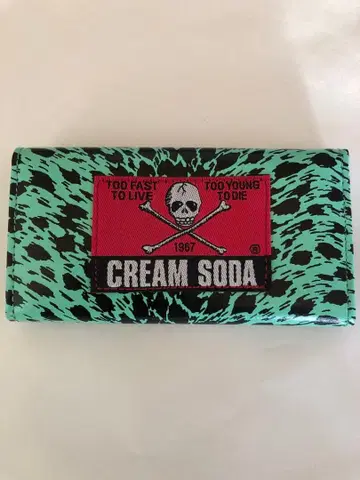 "TOO FAST TOO YOUNG"
TO LIVE TO DIE
1967
®
CREAM SODA